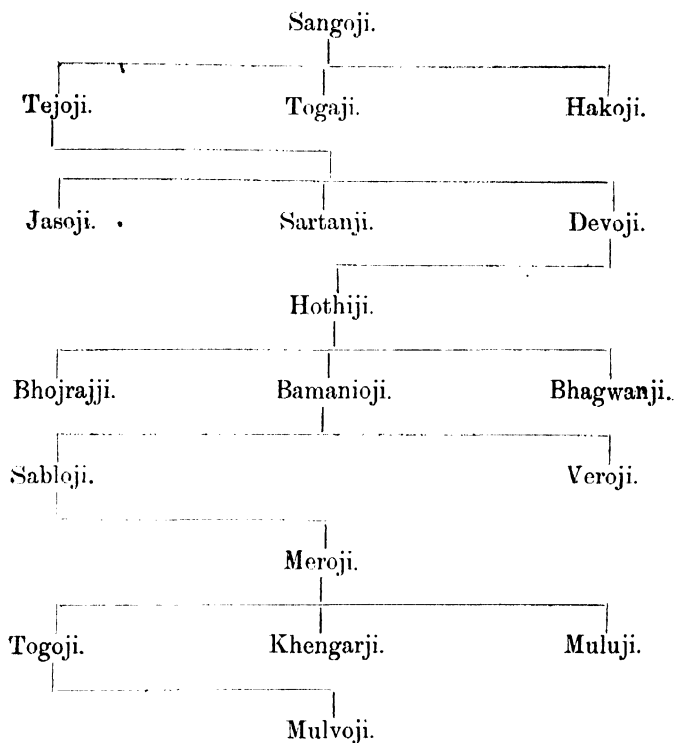 Sangoji.
Tejoji. Togaji. Hakoji.
Jasoji. Sartanji. Devoji.
Hothiji.
Bhojrajji. Bamanioji. Bhagwanji.
Sabloji. Veroji.
Meroji.
Togoji. Khengarji. Muluji.
Mulvoji.